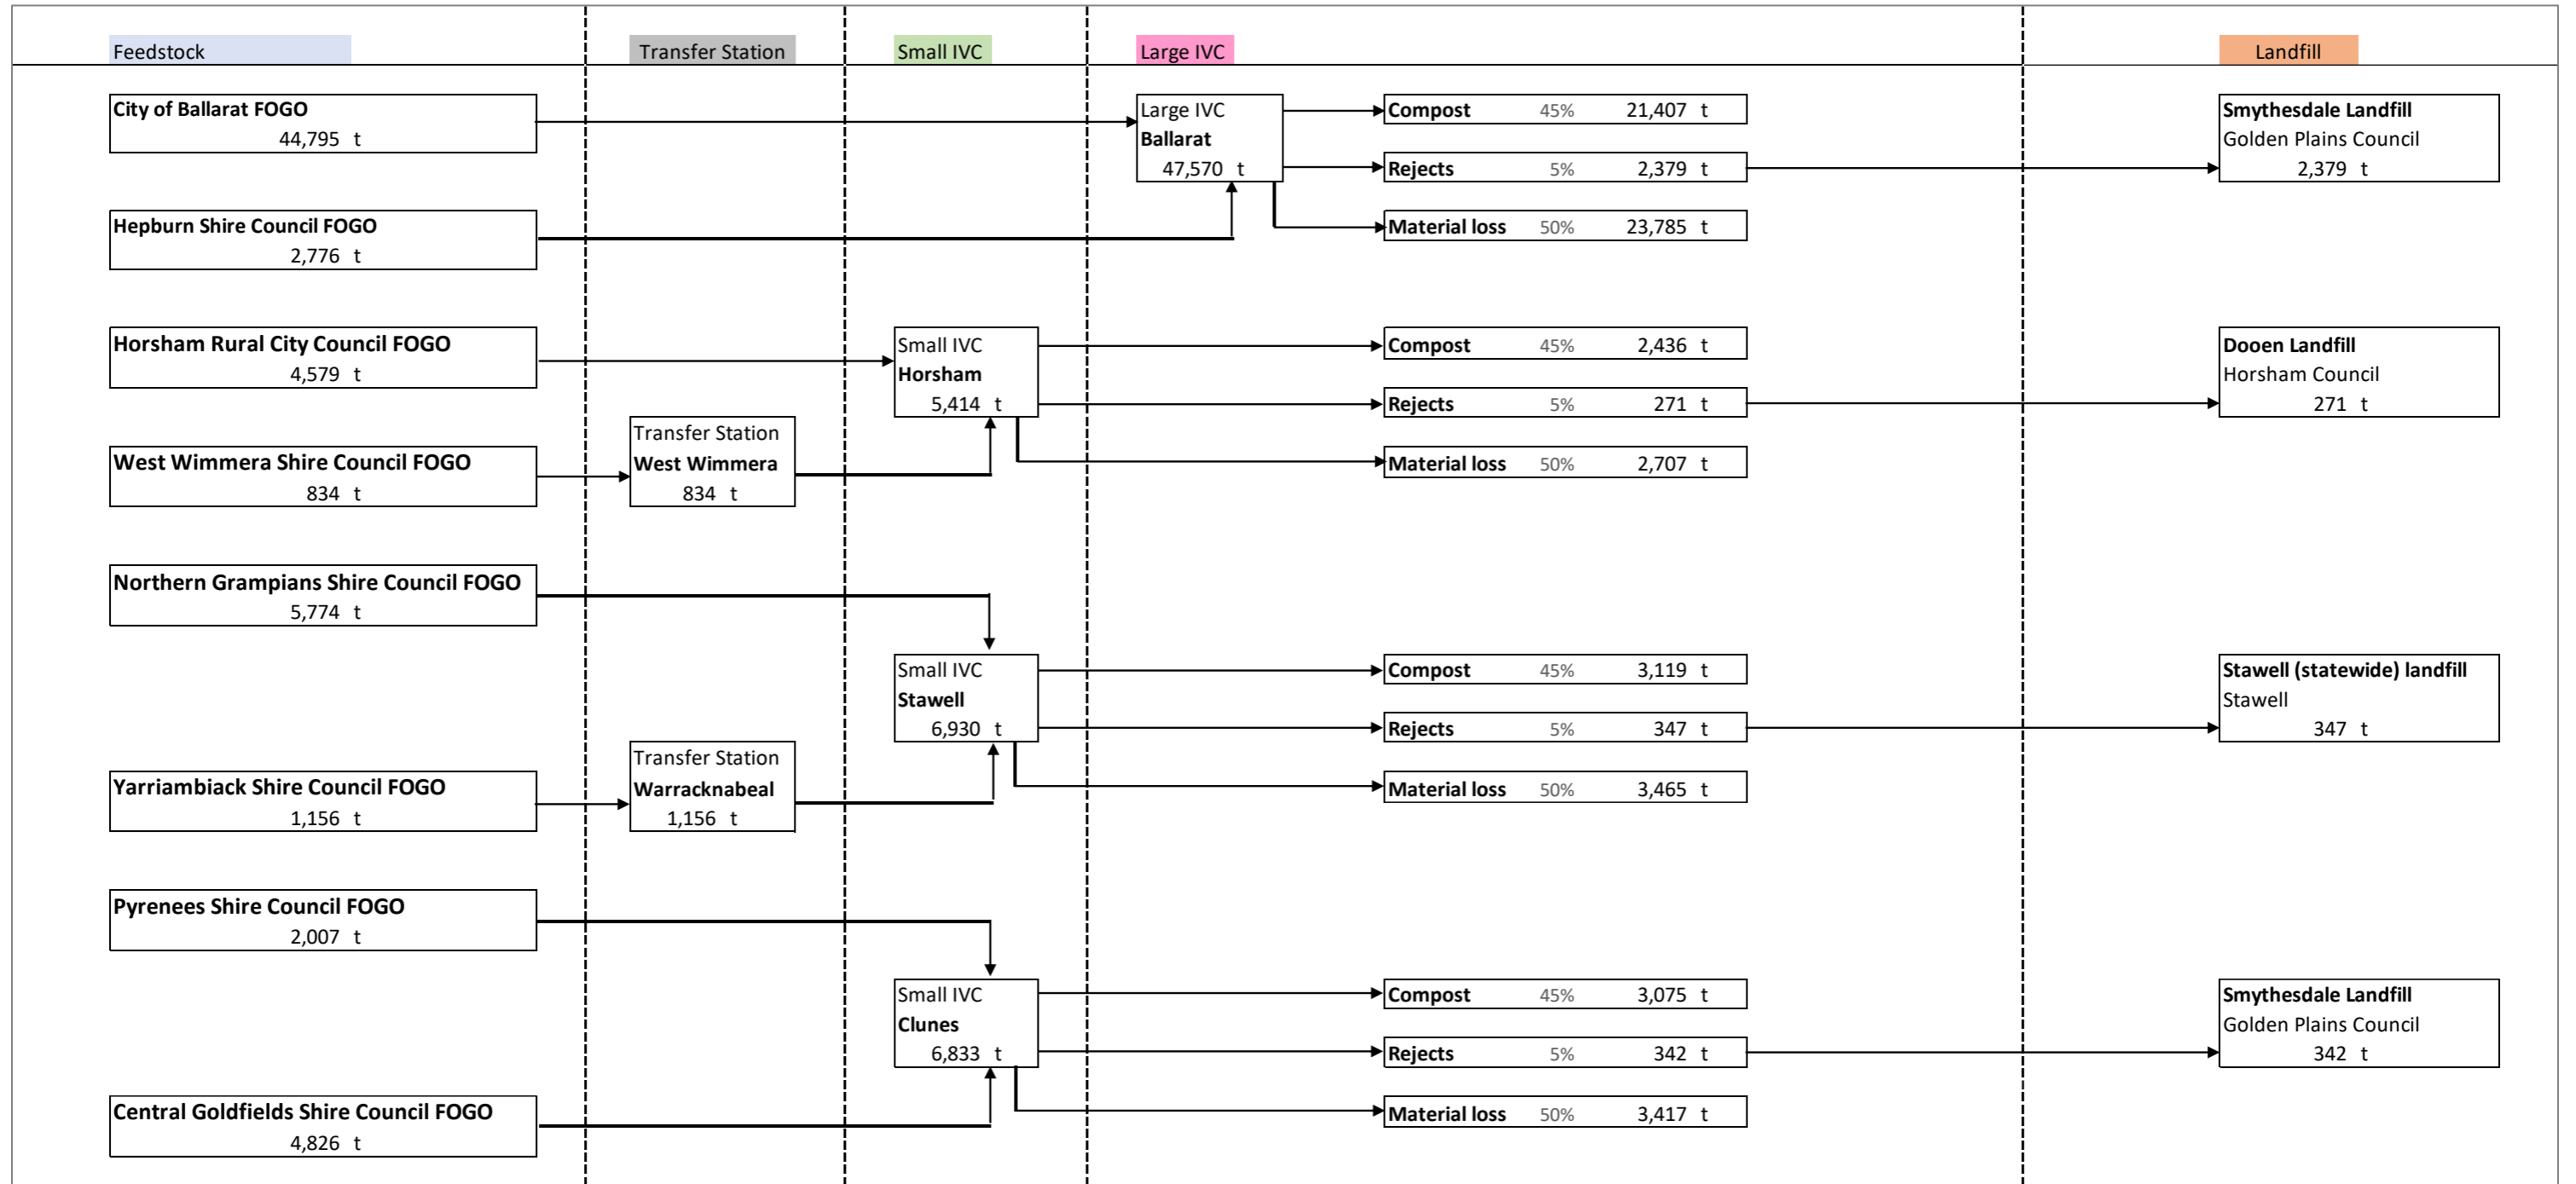 Feedstock
Transfer Station
Small IVC
Large IVC
Landfill
City of Ballarat FOGO
44,795 t
Large IVC
Ballarat
47,570 t
Compost 45% 21,407 t
Rejects 5% 2,379 t
Material loss 50% 23,785 t
Smythesdale Landfill
Golden Plains Council
2,379 t
Hepburn Shire Council FOGO
2,776 t
Horsham Rural City Council FOGO
4,579 t
Small IVC
Horsham
5,414 t
Compost 45% 2,436 t
Rejects 5% 271 t
Material loss 50% 2,707 t
Dooen Landfill
Horsham Council
271 t
West Wimmera Shire Council FOGO
834 t
Transfer Station
West Wimmera
834 t
Northern Grampians Shire Council FOGO
5,774 t
Small IVC
Stawell
6,930 t
Compost 45% 3,119 t
Rejects 5% 347 t
Material loss 50% 3,465 t
Stawell (statewide) landfill
Stawell
347 t
Yarriambiack Shire Council FOGO
1,156 t
Transfer Station
Warracknabeal
1,156 t
Pyrenees Shire Council FOGO
2,007 t
Small IVC
Clunes
6,833 t
Compost 45% 3,075 t
Rejects 5% 342 t
Material loss 50% 3,417 t
Smythesdale Landfill
Golden Plains Council
342 t
Central Goldfields Shire Council FOGO
4,826 t